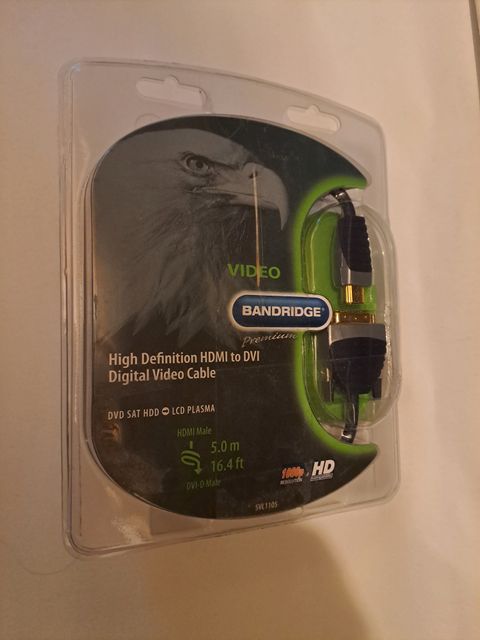 VIDEO
BANDRIDGE®
Premium
High Definition HDMI to DVI
Digital Video Cable
DVD SAT HDD ➔ LCD PLASMA
HDMI Male
5.0 m
16.4 ft
DVI-D Male
1080p
RESOLUTION
HD
SVL1105